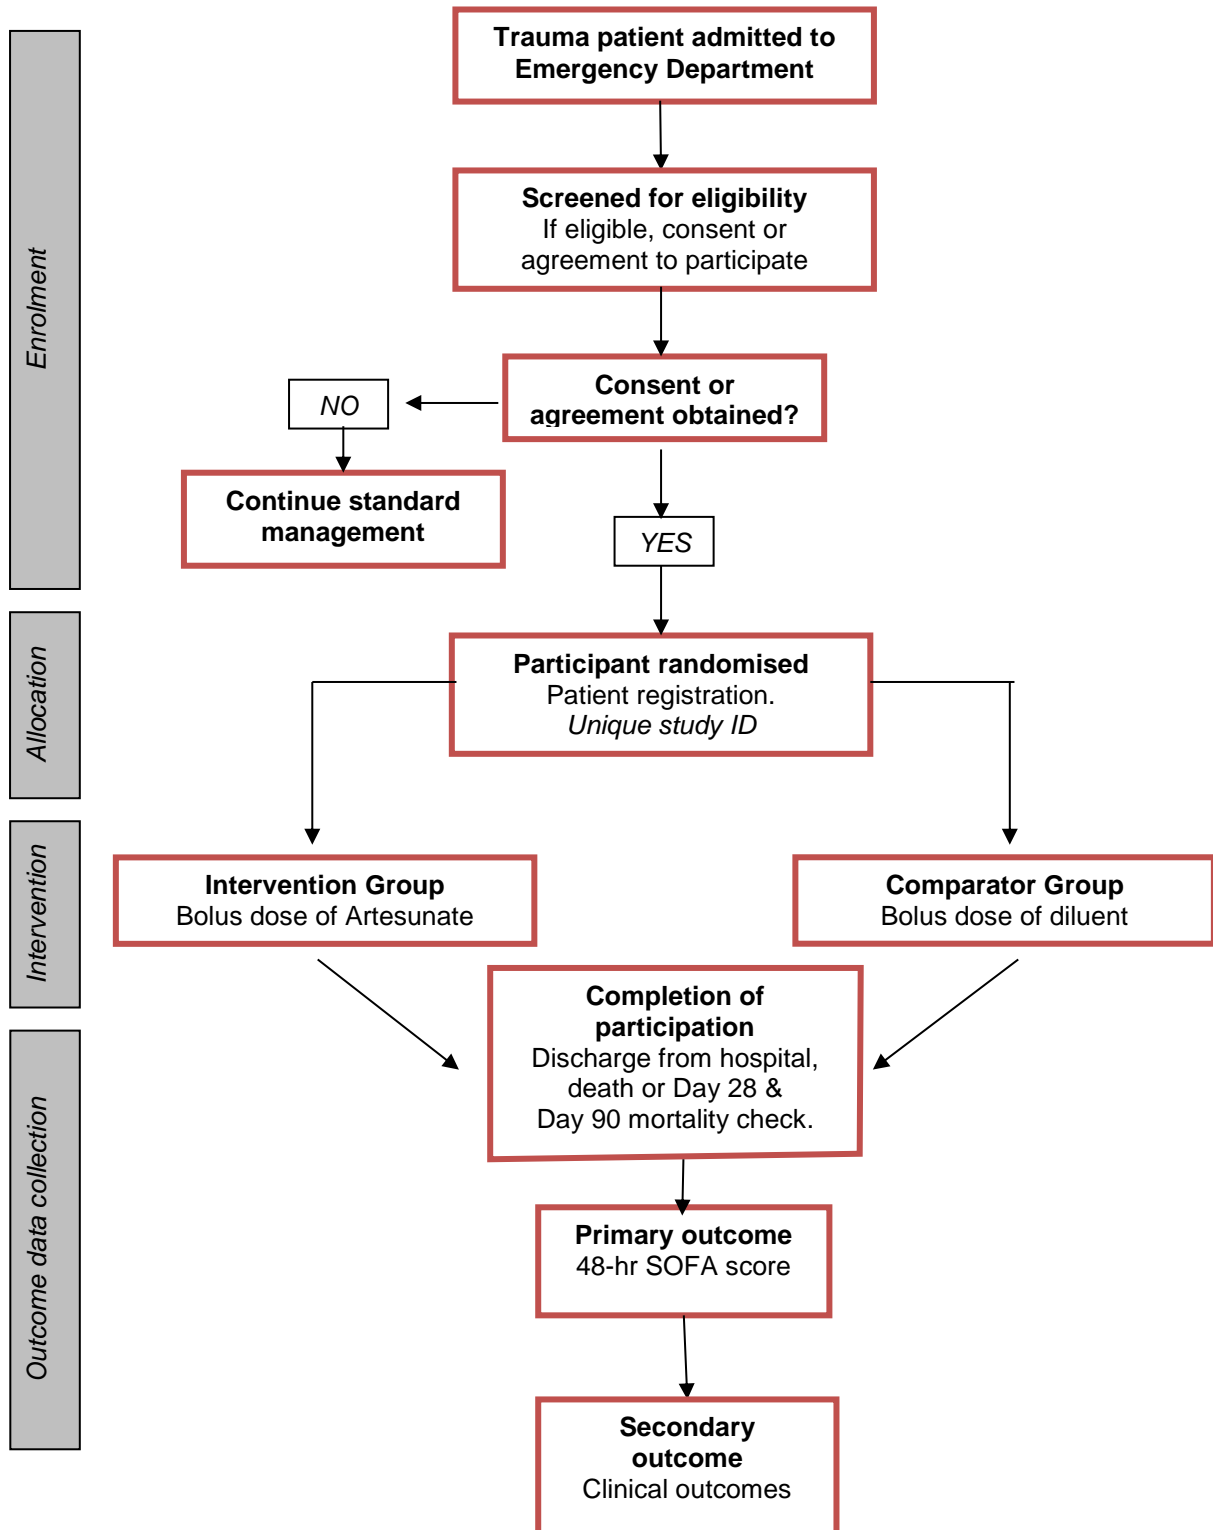 Enrolment
Trauma patient admitted to
Emergency Department
Screened for eligibility
If eligible, consent or
agreement to participate
Consent or
agreement obtained?
NO
Continue standard
management
YES
Allocation
Participant randomised
Patient registration.
Unique study ID
Intervention
Intervention Group
Bolus dose of Artesunate
Comparator Group
Bolus dose of diluent
Outcome data collection
Completion of
participation
Discharge from hospital,
death or Day 28 &
Day 90 mortality check.
Primary outcome
48-hr SOFA score
Secondary
outcome
Clinical outcomes